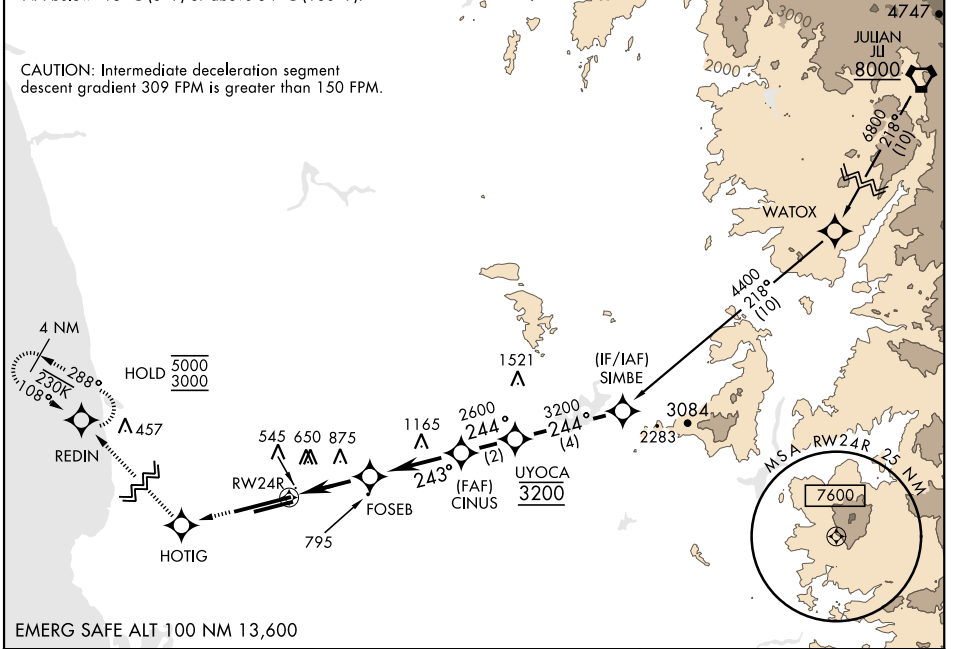 4747
3000
JULIAN
JLI
8000
CAUTION: Intermediate deceleration segment
descent gradient 309 FPM is greater than 150 FPM.
2000
6800
218°
(10)
WATOX
4400
218°
(10)
4 NM
HOLD 5000
3000
288°
230K
108°
1521
(IF/IAF)
SIMBE
457
REDIN
545
650
875
1165
2600
244°
(2)
3200
244°
(4)
3084
2283
RW24R
243°
(FAF)
CINUS
UYOCA
3200
FOSEB
795
HOTIG
MSA RW24R 25 NM
7600
EMERG SAFE ALT 100 NM 13,600